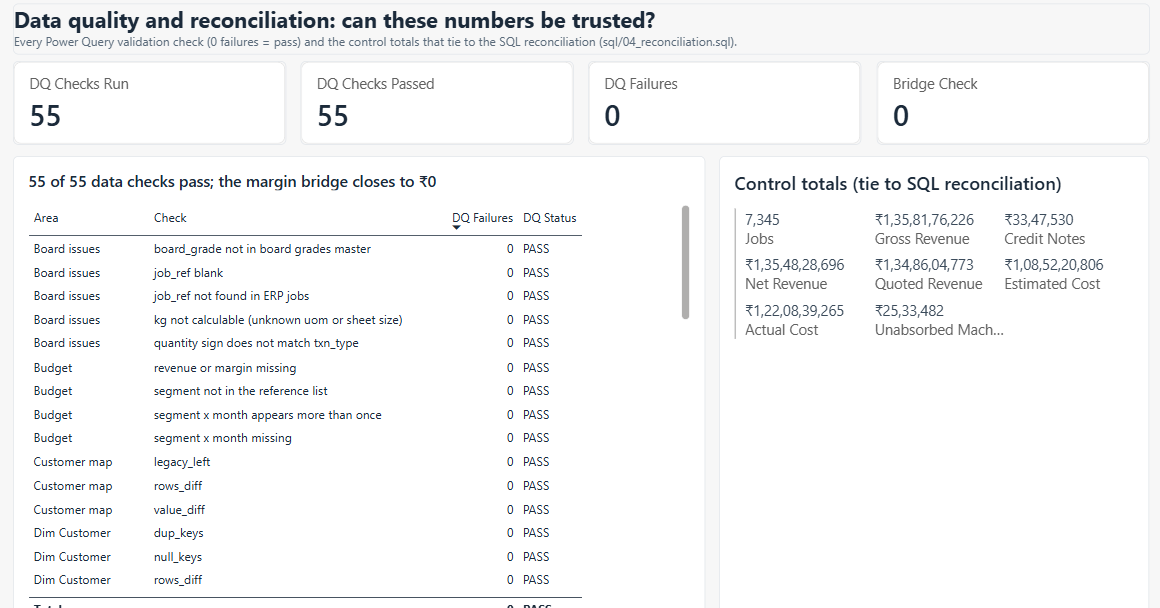 Data quality and reconciliation: can these numbers be trusted?
Every Power Query validation check (0 failures = pass) and the control totals that tie to the SQL reconciliation (sql/04_reconciliation.sql).
DQ Checks Run
55
DQ Checks Passed
55
DQ Failures
0
Bridge Check
0
55 of 55 data checks pass; the margin bridge closes to ₹0
Area Check DQ Failures DQ Status
Board issues board_grade not in board grades master 0 PASS
Board issues job_ref blank 0 PASS
Board issues job_ref not found in ERP jobs 0 PASS
Board issues kg not calculable (unknown uom or sheet size) 0 PASS
Board issues quantity sign does not match txn_type 0 PASS
Budget revenue or margin missing 0 PASS
Budget segment not in the reference list 0 PASS
Budget segment x month appears more than once 0 PASS
Budget segment x month missing 0 PASS
Customer map legacy_left 0 PASS
Customer map rows_diff 0 PASS
Customer map value_diff 0 PASS
Dim Customer dup_keys 0 PASS
Dim Customer null_keys 0 PASS
Dim Customer rows_diff 0 PASS
Total 0 PASS
Control totals (tie to SQL reconciliation)
7,345 ₹1,35,81,76,226 ₹33,47,530
Jobs Gross Revenue Credit Notes
₹1,35,48,28,696 ₹1,34,86,04,773 ₹1,08,52,20,806
Net Revenue Quoted Revenue Estimated Cost
₹1,22,08,39,265 ₹25,33,482
Actual Cost Unabsorbed Mach...